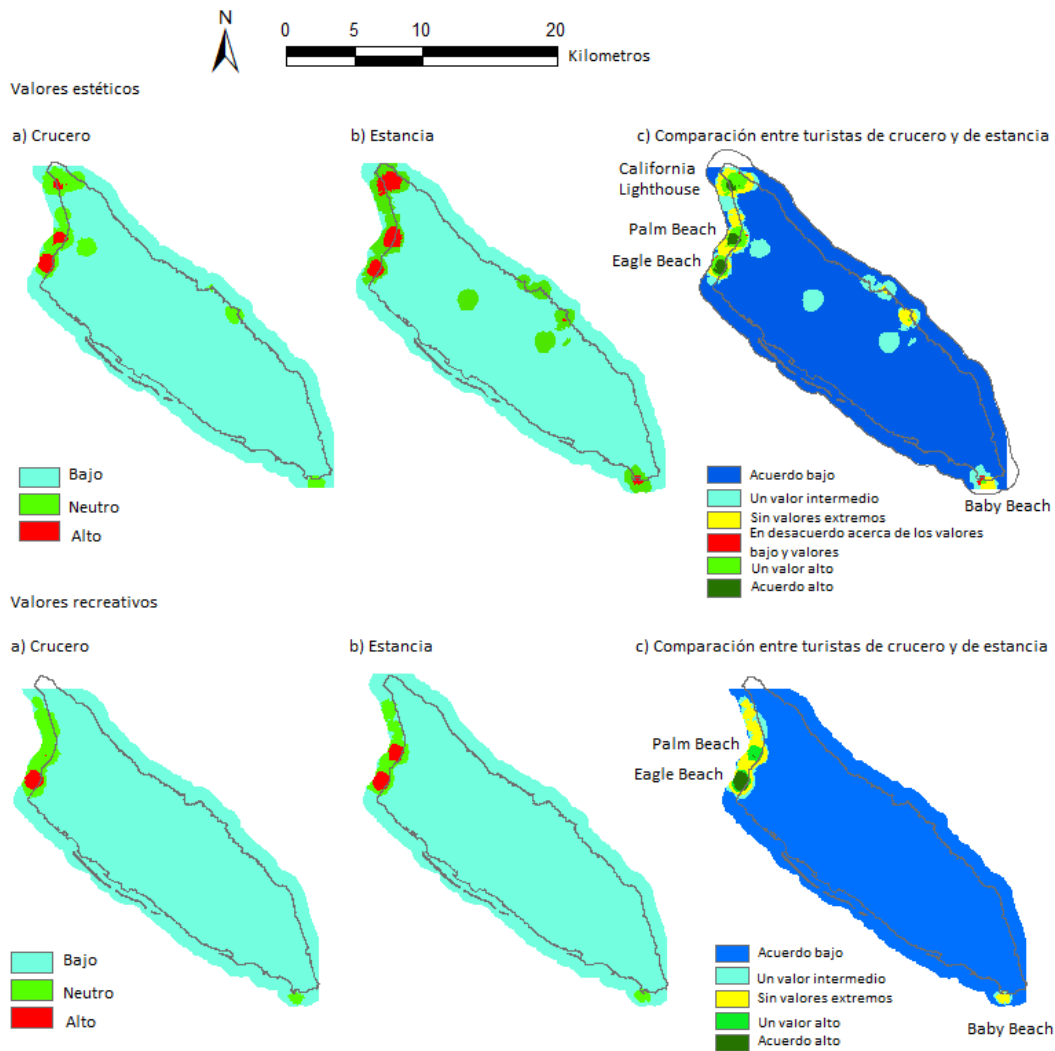 N
0 5 10 20
Kilometros
Valores estéticos
a) Crucero
b) Estancia
c) Comparación entre turistas de crucero y de estancia
California
Lighthouse
Palm Beach
Eagle Beach
Baby Beach
Bajo
Neutro
Alto
Acuerdo bajo
Un valor intermedio
Sin valores extremos
En desacuerdo acerca de los valores
bajo y valores
Un valor alto
Acuerdo alto
Valores recreativos
a) Crucero
b) Estancia
c) Comparación entre turistas de crucero y de estancia
Palm Beach
Eagle Beach
Bajo
Neutro
Alto
Acuerdo bajo
Un valor intermedio
Sin valores extremos
Un valor alto
Acuerdo alto
Baby Beach